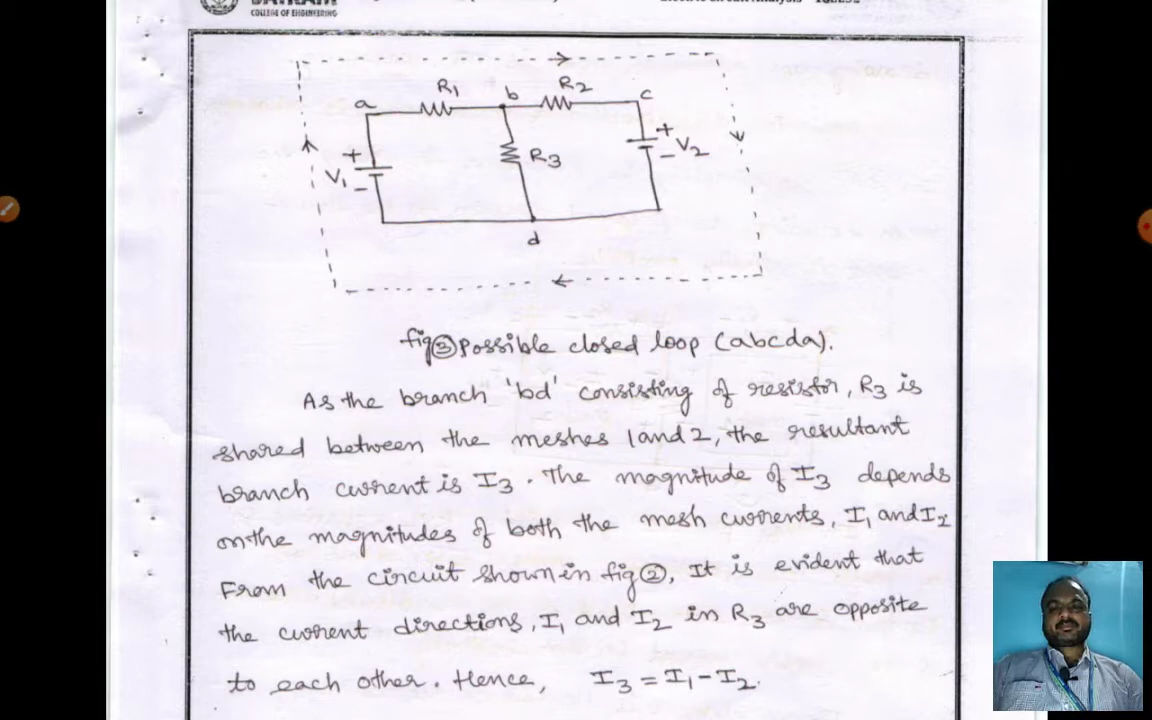 COLLEGE OF ENGINEERING
R1
R2
a
b
c
+
V1
-
R3
+
V2
-
d
fig③ possible closed loop (abcda).
As the branch 'bd' consisting of resistor, R3 is
shared between the meshes 1 and 2, the resultant
branch current is I3. The magnitude of I3 depends
on the magnitudes of both the mesh currents, I1 and I2
From the circuit shown in fig②, It is evident that
the current directions, I1 and I2 in R3 are opposite
to each other. Hence, I3 = I1 - I2.